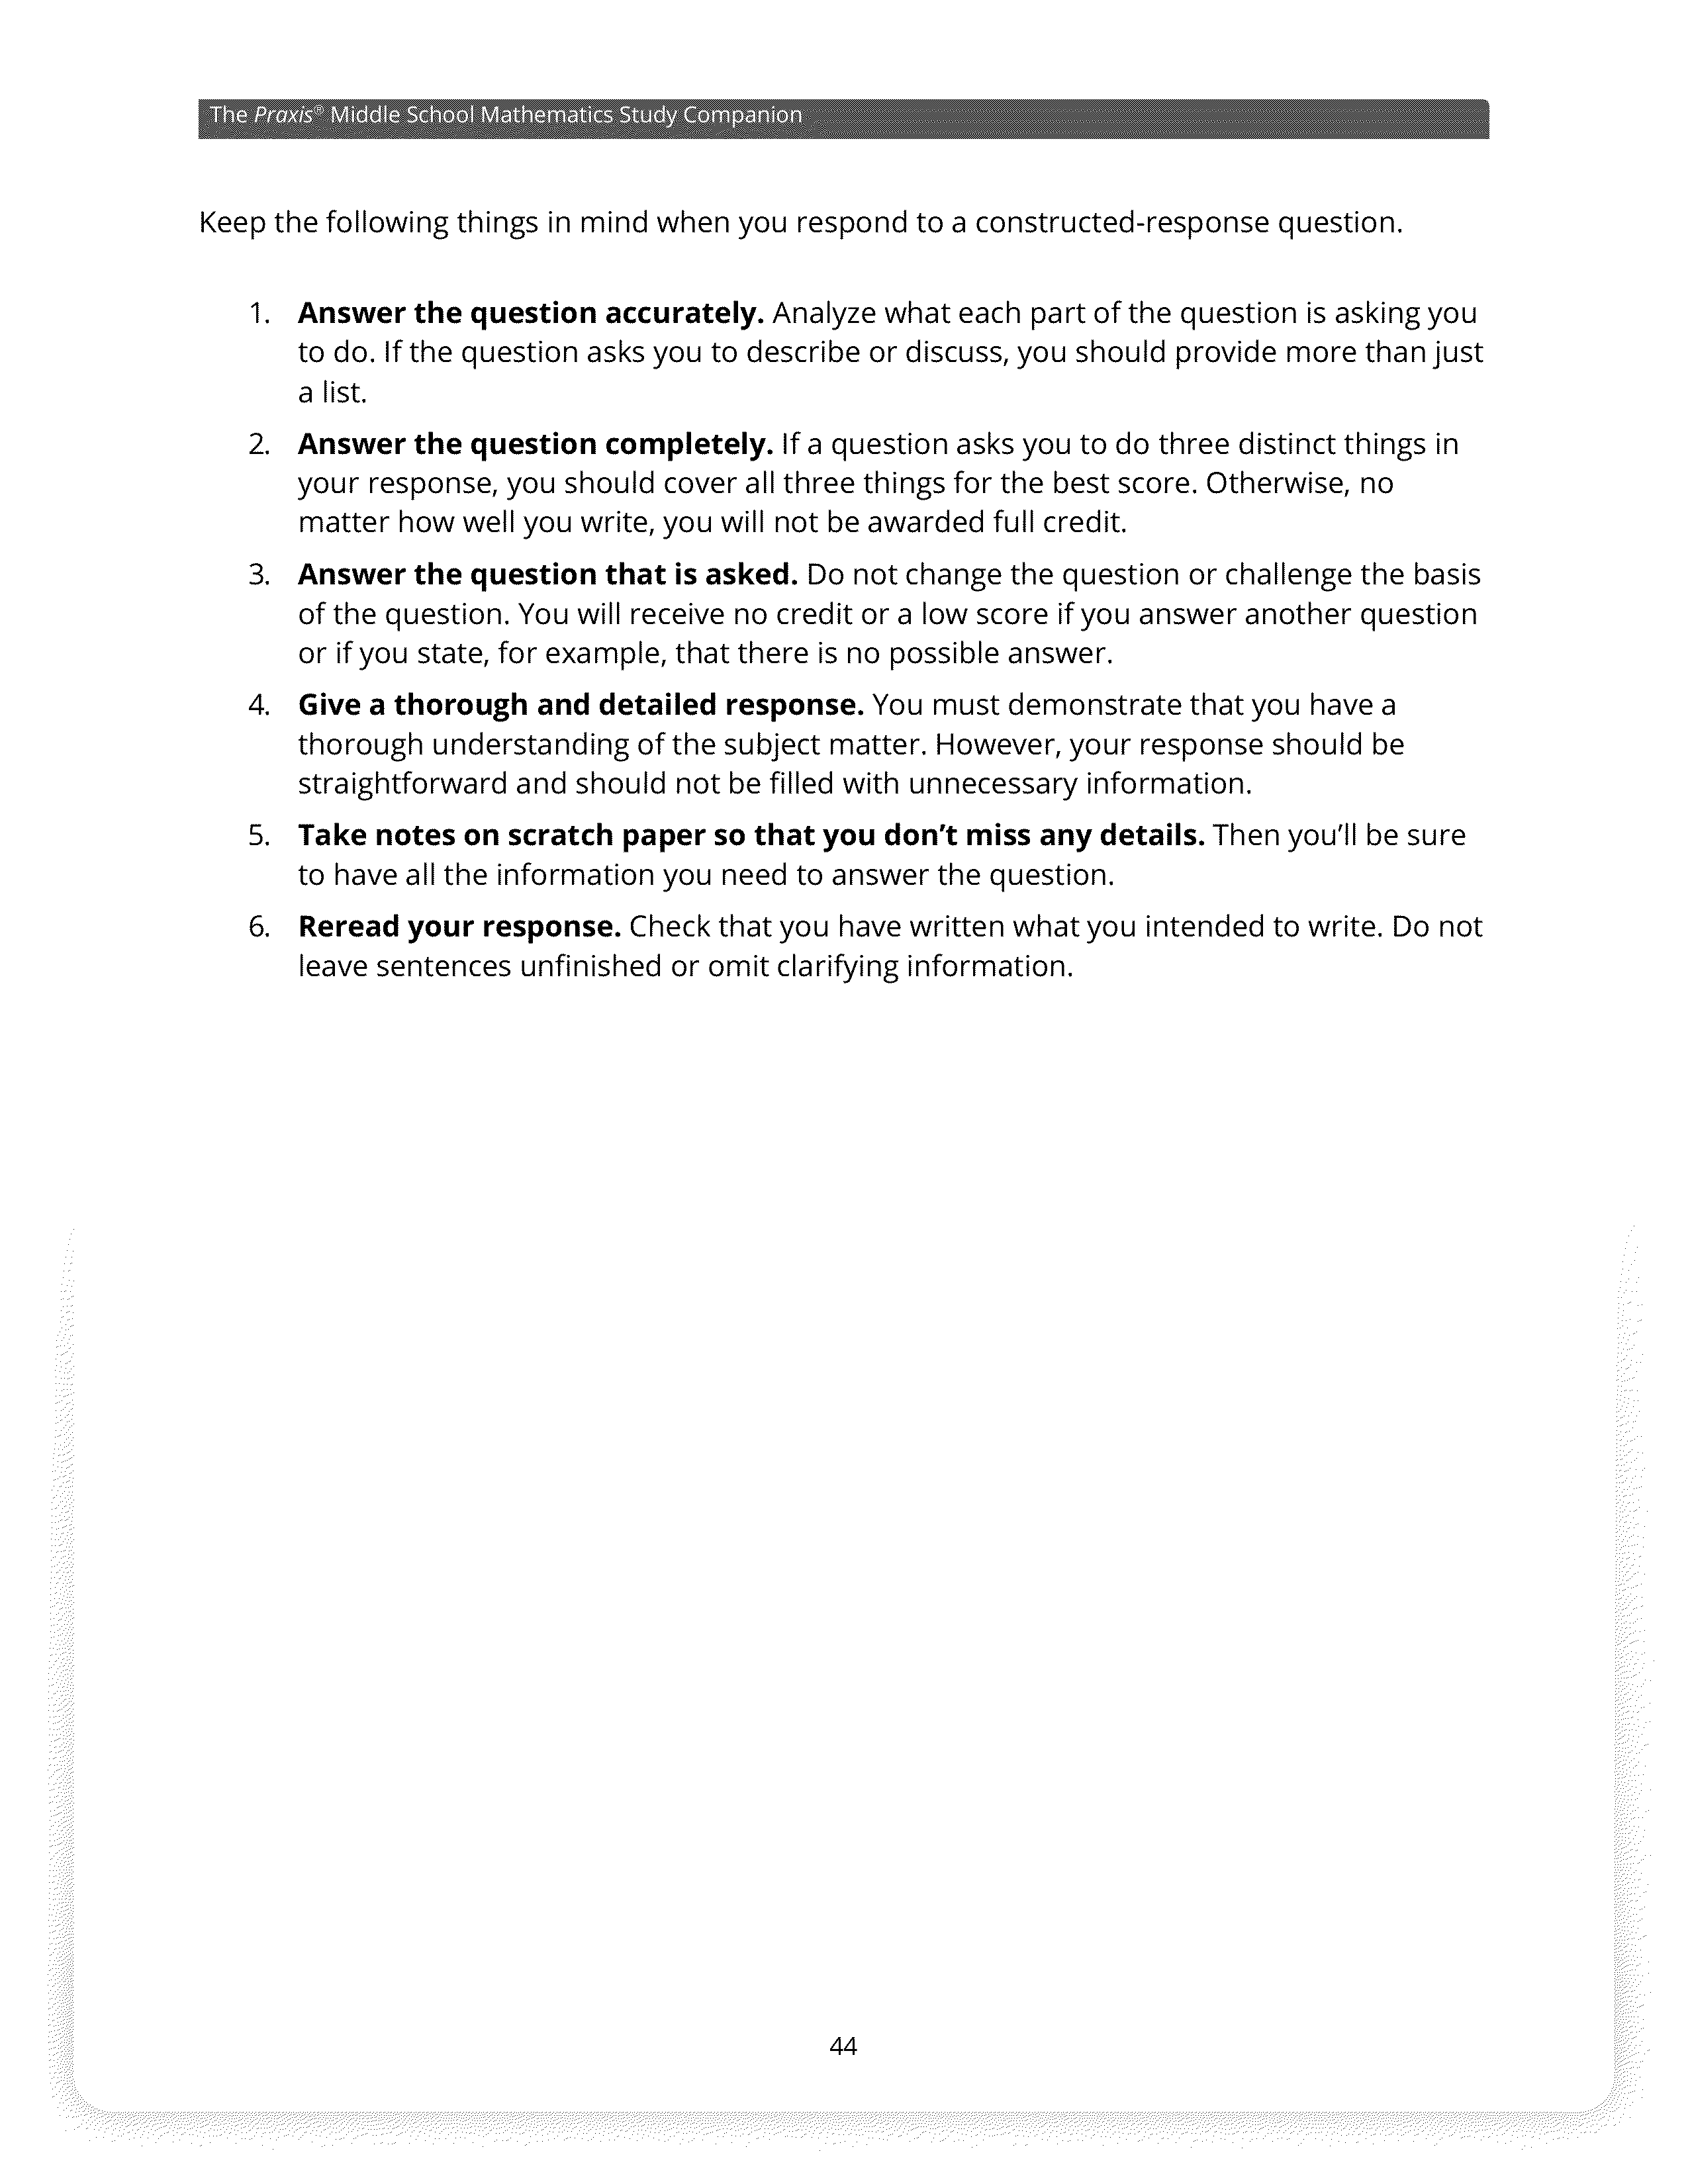 The Praxis® Middle School Mathematics Study Companion
Keep the following things in mind when you respond to a constructed-response question.
1. Answer the question accurately. Analyze what each part of the question is asking you
to do. If the question asks you to describe or discuss, you should provide more than just
a list.
2. Answer the question completely. If a question asks you to do three distinct things in
your response, you should cover all three things for the best score. Otherwise, no
matter how well you write, you will not be awarded full credit.
3. Answer the question that is asked. Do not change the question or challenge the basis
of the question. You will receive no credit or a low score if you answer another question
or if you state, for example, that there is no possible answer.
4. Give a thorough and detailed response. You must demonstrate that you have a
thorough understanding of the subject matter. However, your response should be
straightforward and should not be filled with unnecessary information.
5. Take notes on scratch paper so that you don’t miss any details. Then you’ll be sure
to have all the information you need to answer the question.
6. Reread your response. Check that you have written what you intended to write. Do not
leave sentences unfinished or omit clarifying information.
44